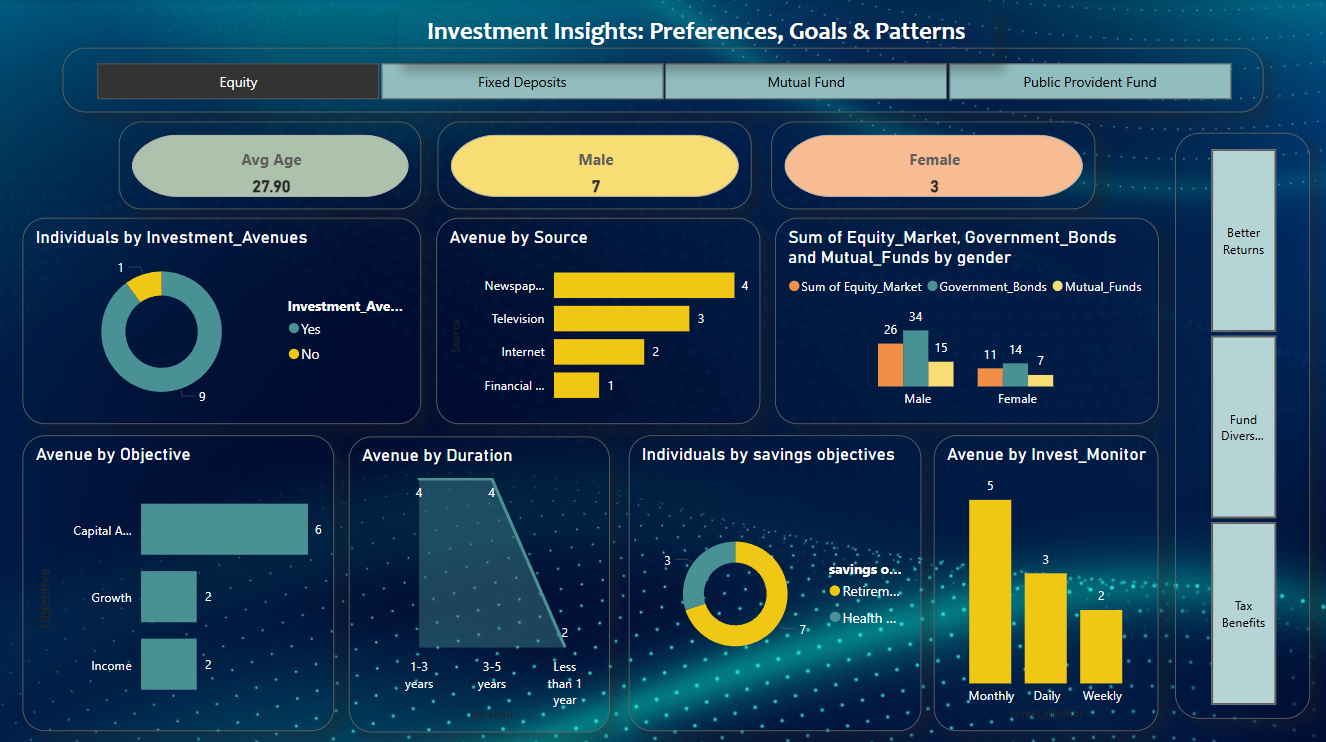 Investment Insights: Preferences, Goals & Patterns
Equity
Fixed Deposits
Mutual Fund
Public Provident Fund
Avg Age
27.90
Male
7
Female
3
Better
Returns
Fund
Divers...
Tax
Benefits
Individuals by Investment_Avenues
1
9
Investment_Ave...
Yes
No
Avenue by Source
Source
Newspap...
4
Television
3
Internet
2
Financial ...
1
Sum of Equity_Market, Government_Bonds
and Mutual_Funds by gender
Sum of Equity_Market Government_Bonds Mutual_Funds
26
34
15
11
14
7
Male
Female
Avenue by Objective
Objective
Capital A...
6
Growth
2
Income
2
Avenue by Duration
4
4
2
1-3
years
3-5
years
Less
than 1
year
Duration
Individuals by savings objectives
3
7
savings o...
Retirem...
Health ...
Avenue by Invest_Monitor
5
3
2
Monthly
Daily
Weekly
Invest_Monitor